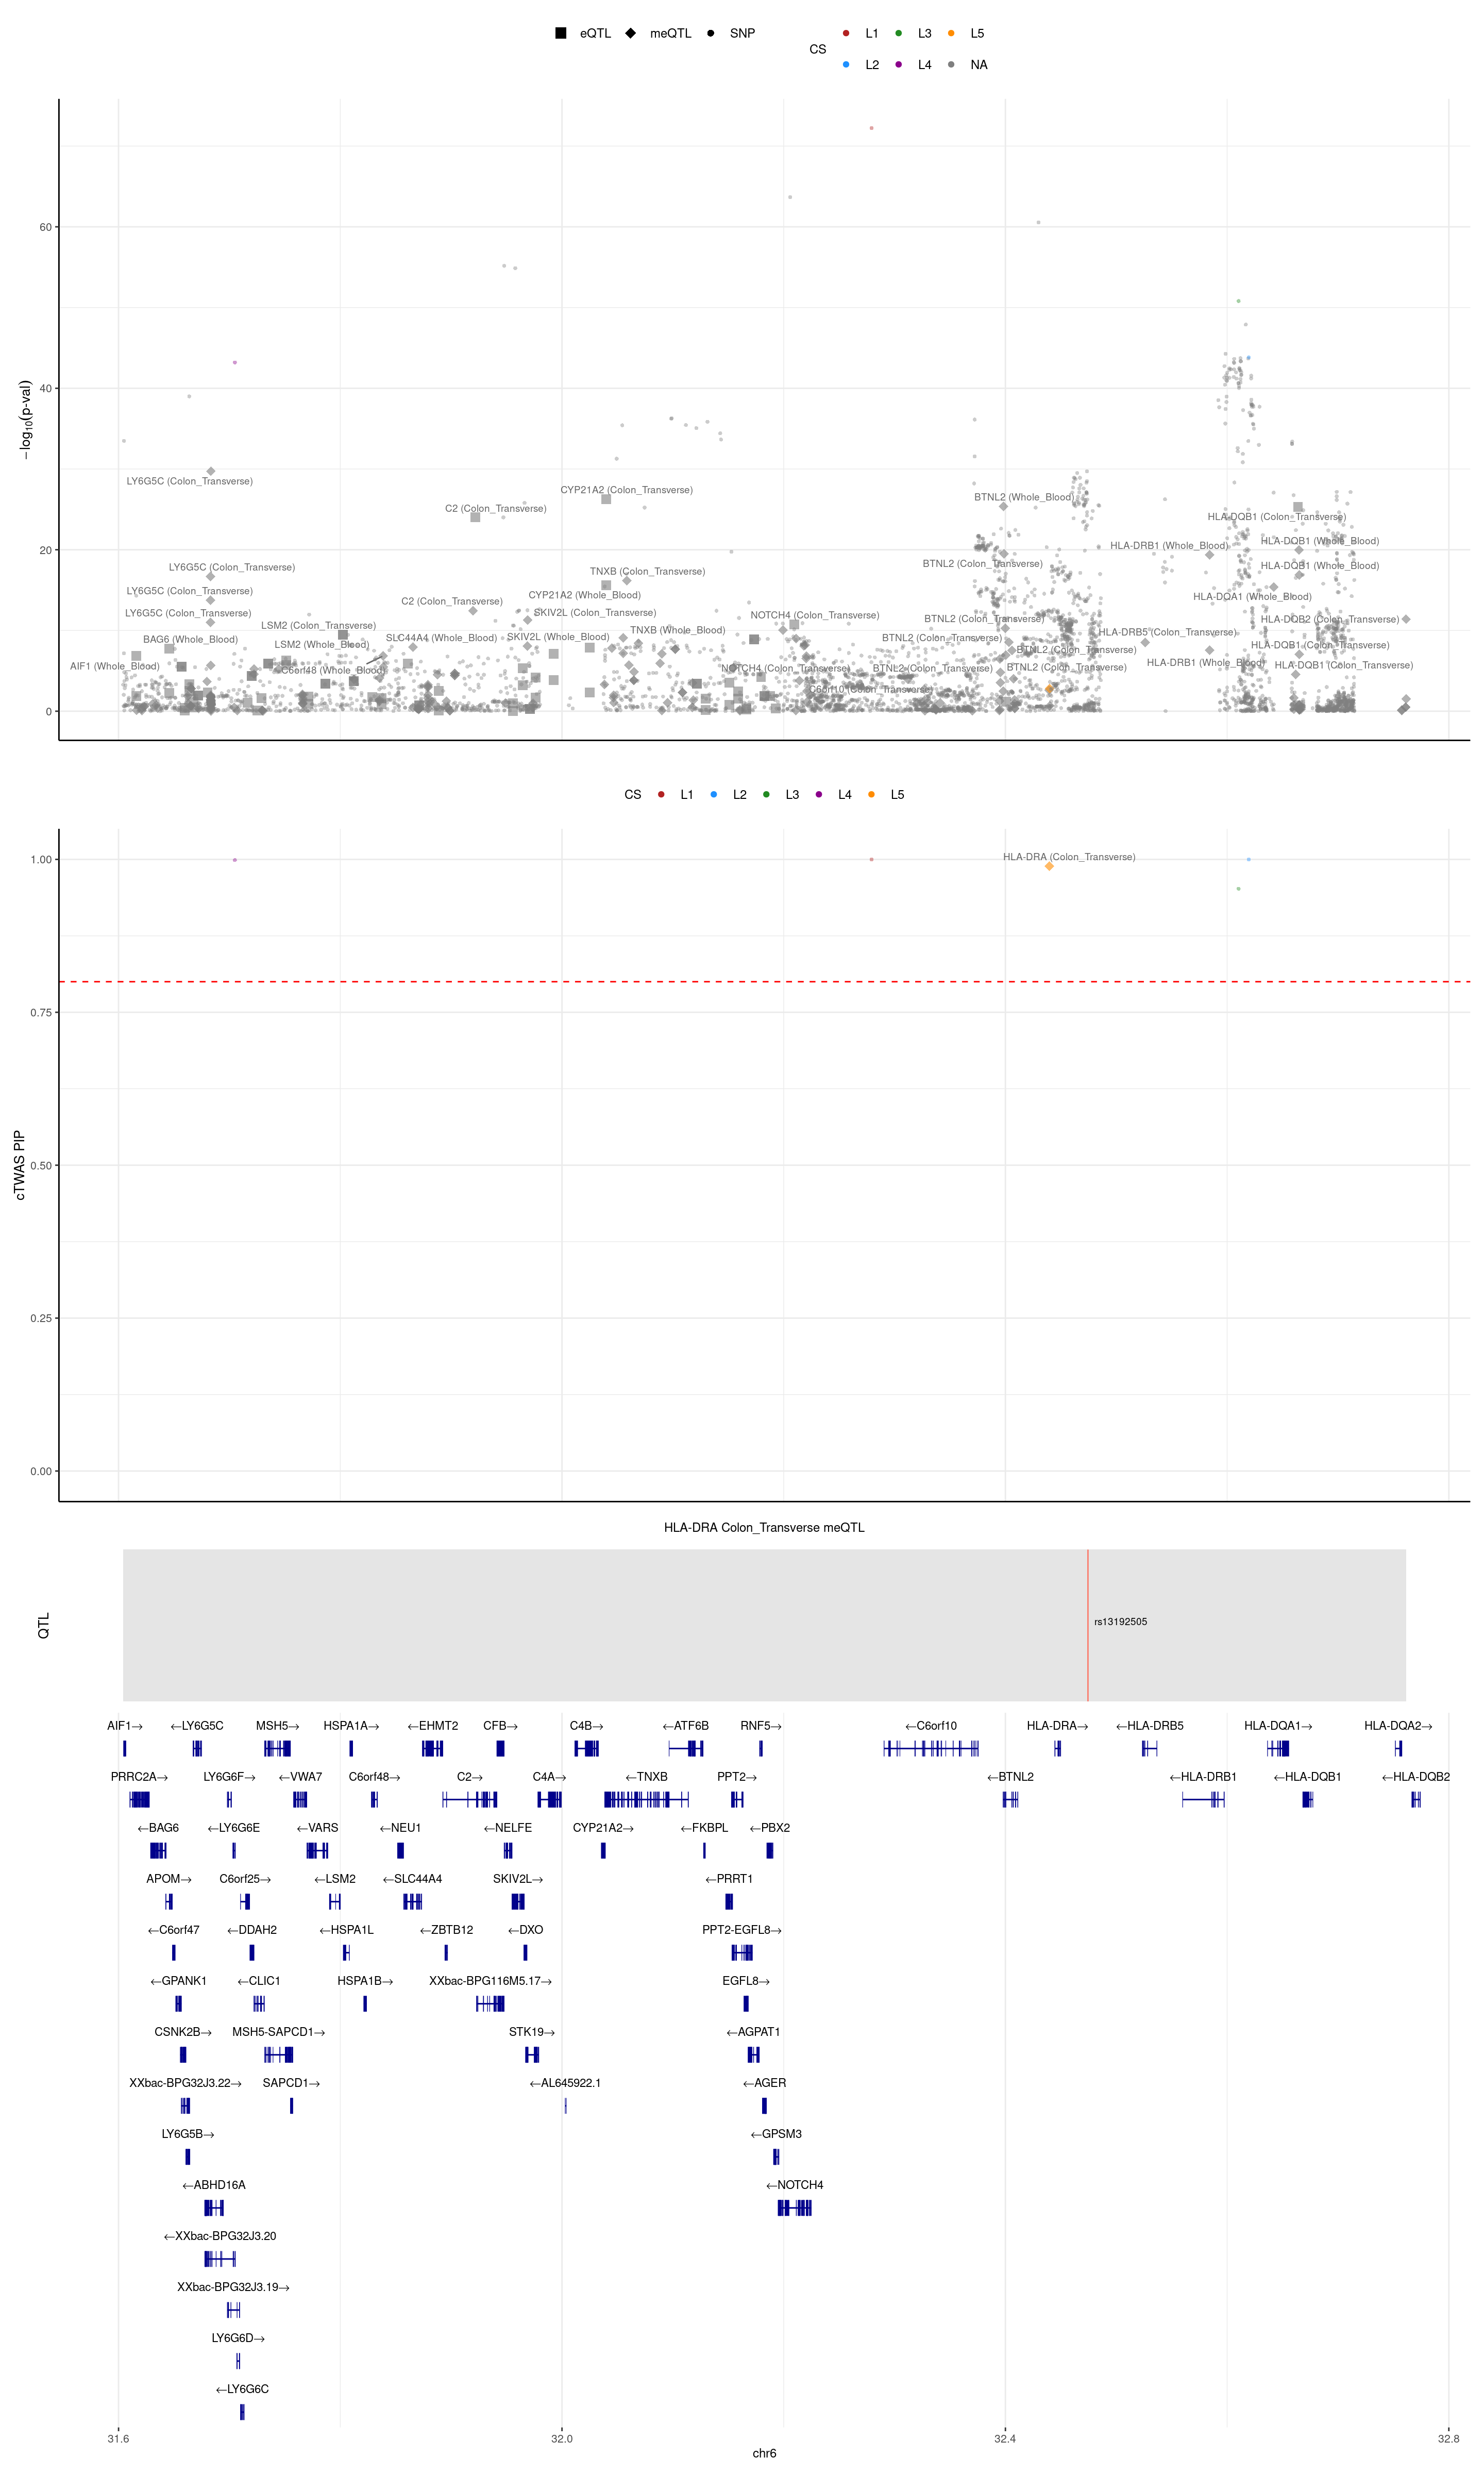 eQTL meQTL SNP
CS
L1 L3 L5
L2 L4 NA
−log10(p-val)
60
40
20
0
LY6G5C (Colon_Transverse)
CYP21A2 (Colon_Transverse)
BTNL2 (Whole_Blood)
C2 (Colon_Transverse)
HLA-DQB1 (Colon_Transverse)
HLA-DRB1 (Whole_Blood)
HLA-DQB1 (Whole_Blood)
LY6G5C (Colon_Transverse)
TNXB (Colon_Transverse)
BTNL2 (Colon_Transverse)
HLA-DQB1 (Whole_Blood)
LY6G5C (Colon_Transverse)
CYP21A2 (Whole_Blood)
HLA-DQA1 (Whole_Blood)
C2 (Colon_Transverse)
LY6G5C (Colon_Transverse)
SKIV2L (Colon_Transverse)
NOTCH4 (Colon_Transverse)
BTNL2 (Colon_Transverse)
HLA-DQB2 (Colon_Transverse)
LSM2 (Colon_Transverse)
TNXB (Whole_Blood)
HLA-DRB5 (Colon_Transverse)
BAG6 (Whole_Blood)
LSM2 (Whole_Blood)
SLC44A4 (Whole_Blood)
SKIV2L (Whole_Blood)
BTNL2 (Colon_Transverse)
HLA-DQB1 (Colon_Transverse)
BTNL2 (Colon_Transverse)
AIF1 (Whole_Blood)
C6orf48 (Whole_Blood)
NOTCH4 (Colon_Transverse)
BTNL2 (Colon_Transverse)
BTNL2 (Colon_Transverse)
HLA-DRB1 (Whole_Blood)
HLA-DQB1 (Colon_Transverse)
C6orf10 (Colon_Transverse)
CS L1 L2 L3 L4 L5
cTWAS PIP
1.00
0.75
0.50
0.25
0.00
HLA-DRA (Colon_Transverse)
HLA-DRA Colon_Transverse meQTL
QTL
rs13192505
AIF1→ ←LY6G5C MSH5→ HSPA1A→ ←EHMT2 CFB→ C4B→ ←ATF6B RNF5→ ←C6orf10 HLA-DRA→ ←HLA-DRB5 HLA-DQA1→ HLA-DQA2→
PRRC2A→ LY6G6F→ ←VWA7 C6orf48→ C2→ C4A→ ←TNXB PPT2→ ←BTNL2 ←HLA-DRB1 ←HLA-DQB1 ←HLA-DQB2
←BAG6 ←LY6G6E ←VARS ←NEU1 ←NELFE CYP21A2→ ←FKBPL ←PBX2
APOM→ C6orf25→ ←LSM2 ←SLC44A4 SKIV2L→ ←PRRT1
←C6orf47 ←DDAH2 ←HSPA1L ←ZBTB12 ←DXO PPT2-EGFL8→
←GPANK1 ←CLIC1 HSPA1B→ XXbac-BPG116M5.17→ EGFL8→
CSNK2B→ MSH5-SAPCD1→ STK19→ ←AGPAT1
XXbac-BPG32J3.22→ SAPCD1→ ←AL645922.1 ←AGER
LY6G5B→ ←GPSM3
←ABHD16A ←NOTCH4
←XXbac-BPG32J3.20
XXbac-BPG32J3.19→
LY6G6D→
←LY6G6C
31.6 32.0 32.4 32.8
chr6